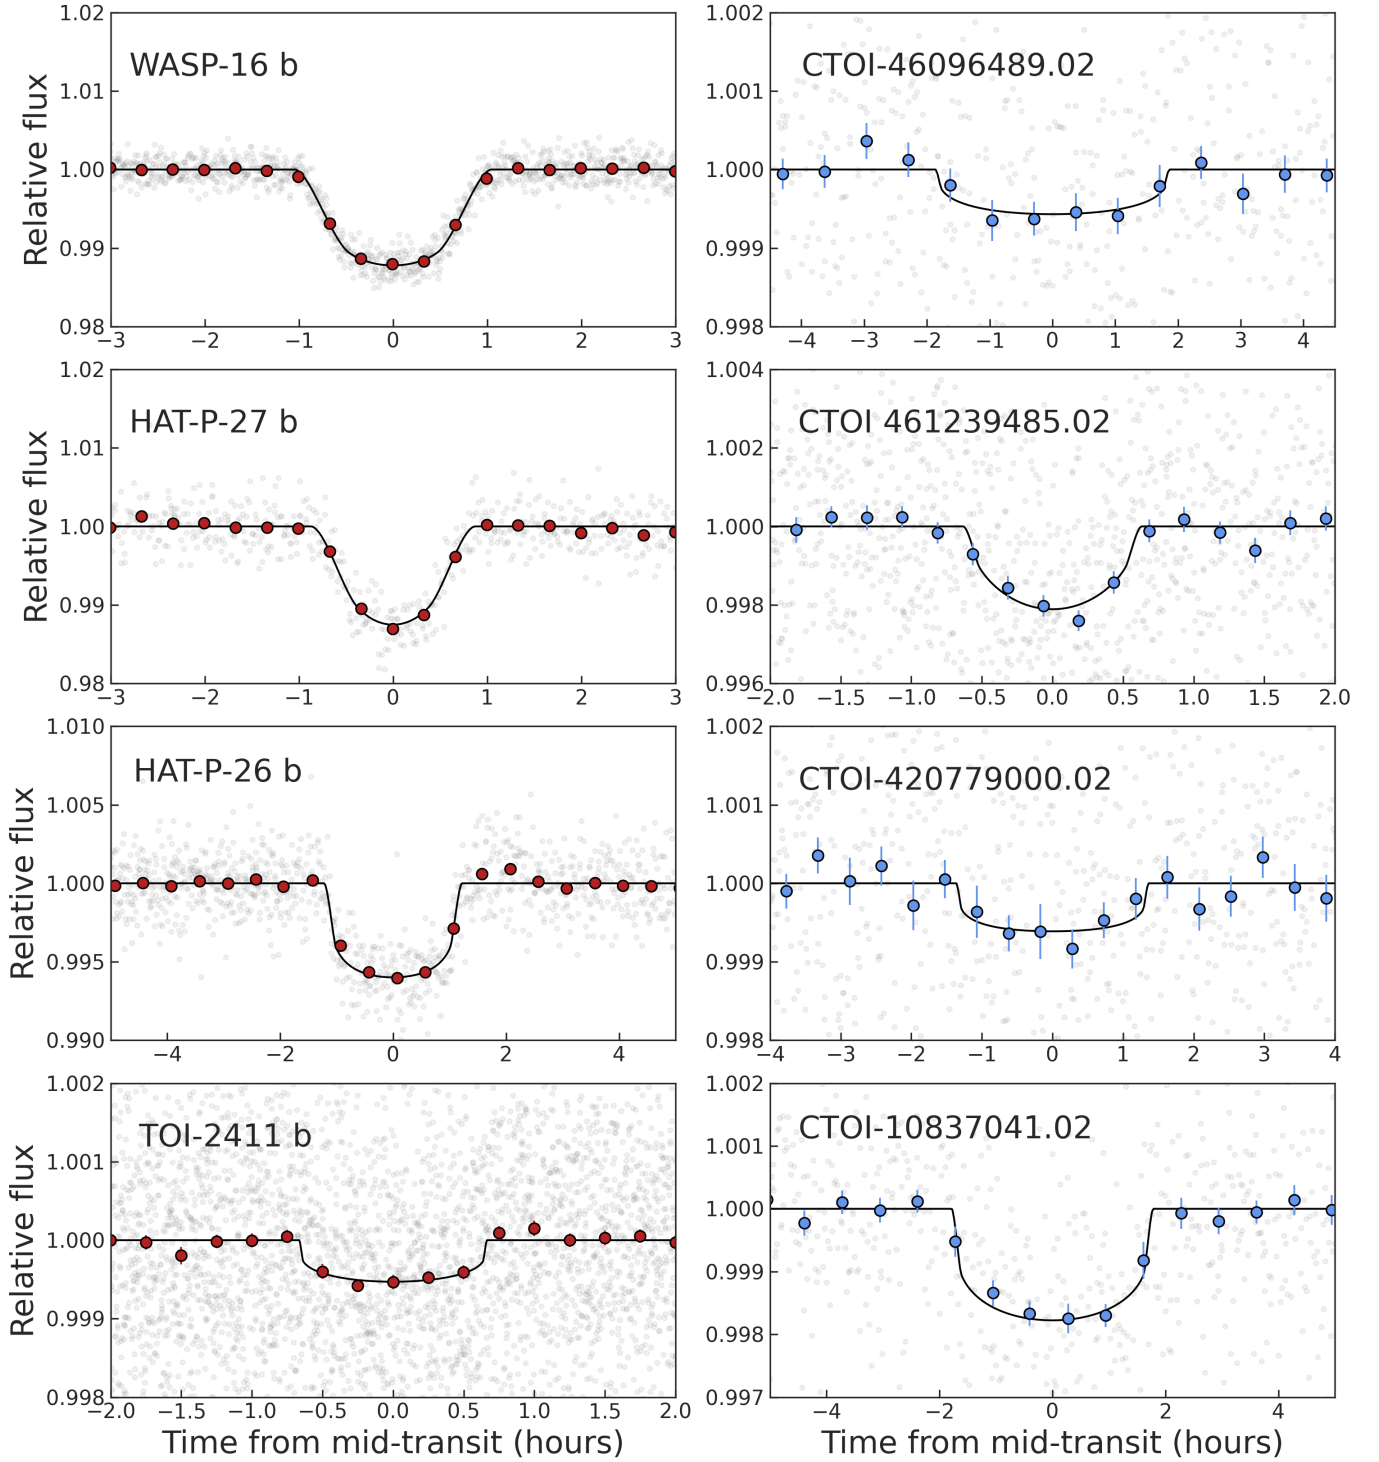 1.02
1.01
1.00
0.99
0.98
Relative flux
WASP-16 b
−3 −2 −1 0 1 2 3
1.002
1.001
1.000
0.999
0.998
CTOI-46096489.02
−4 −3 −2 −1 0 1 2 3 4
1.02
1.01
1.00
0.99
0.98
Relative flux
HAT-P-27 b
−3 −2 −1 0 1 2 3
1.004
1.002
1.000
0.998
0.996
CTOI 461239485.02
−2.0 −1.5 −1.0 −0.5 0.0 0.5 1.0 1.5 2.0
1.010
1.005
1.000
0.995
0.990
Relative flux
HAT-P-26 b
−4 −2 0 2 4
1.002
1.001
1.000
0.999
0.998
CTOI-420779000.02
−4 −3 −2 −1 0 1 2 3 4
1.002
1.001
1.000
0.999
0.998
Relative flux
TOI-2411 b
−2.0 −1.5 −1.0 −0.5 0.0 0.5 1.0 1.5 2.0
Time from mid-transit (hours)
1.002
1.001
1.000
0.999
0.998
0.997
CTOI-10837041.02
−4 −2 0 2 4
Time from mid-transit (hours)